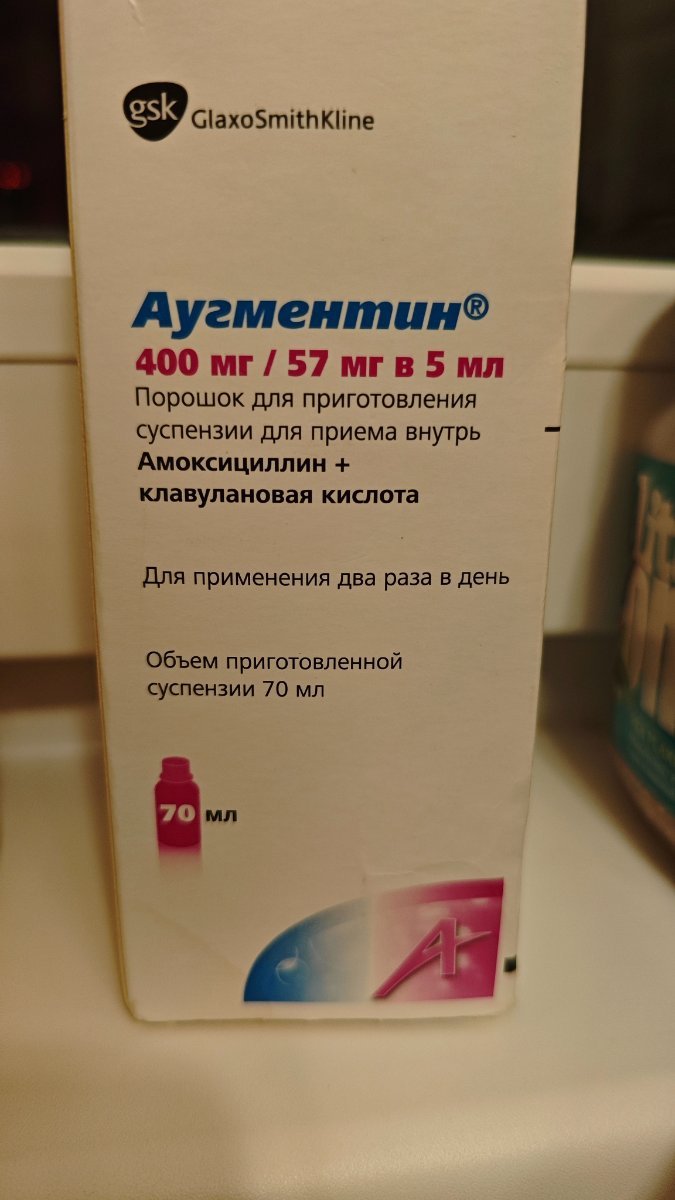 gsk GlaxoSmithKline
Аугментин®
400 мг / 57 мг в 5 мл
Порошок для приготовления
суспензии для приема внутрь
Амоксициллин +
клавулановая кислота
Для применения два раза в день
Объем приготовленной
суспензии 70 мл
70 мл
A